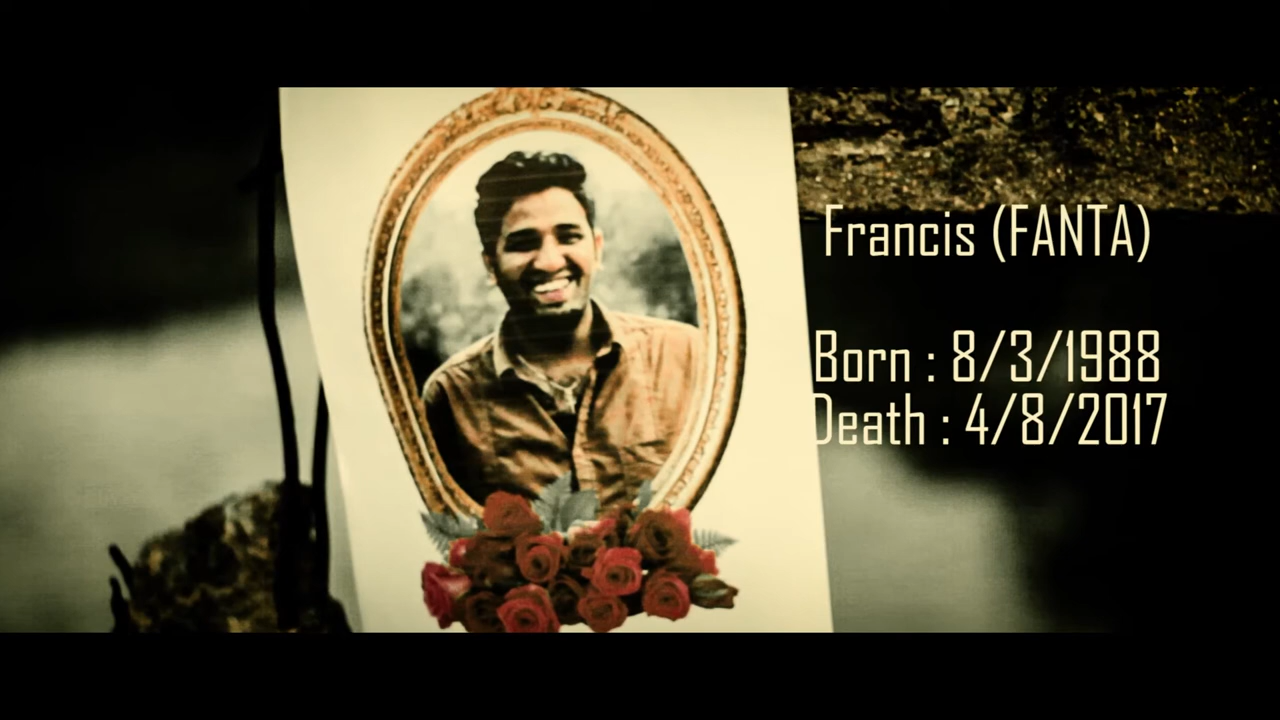 Francis (FANTA)
Born : 8/3/1988
Death : 4/8/2017